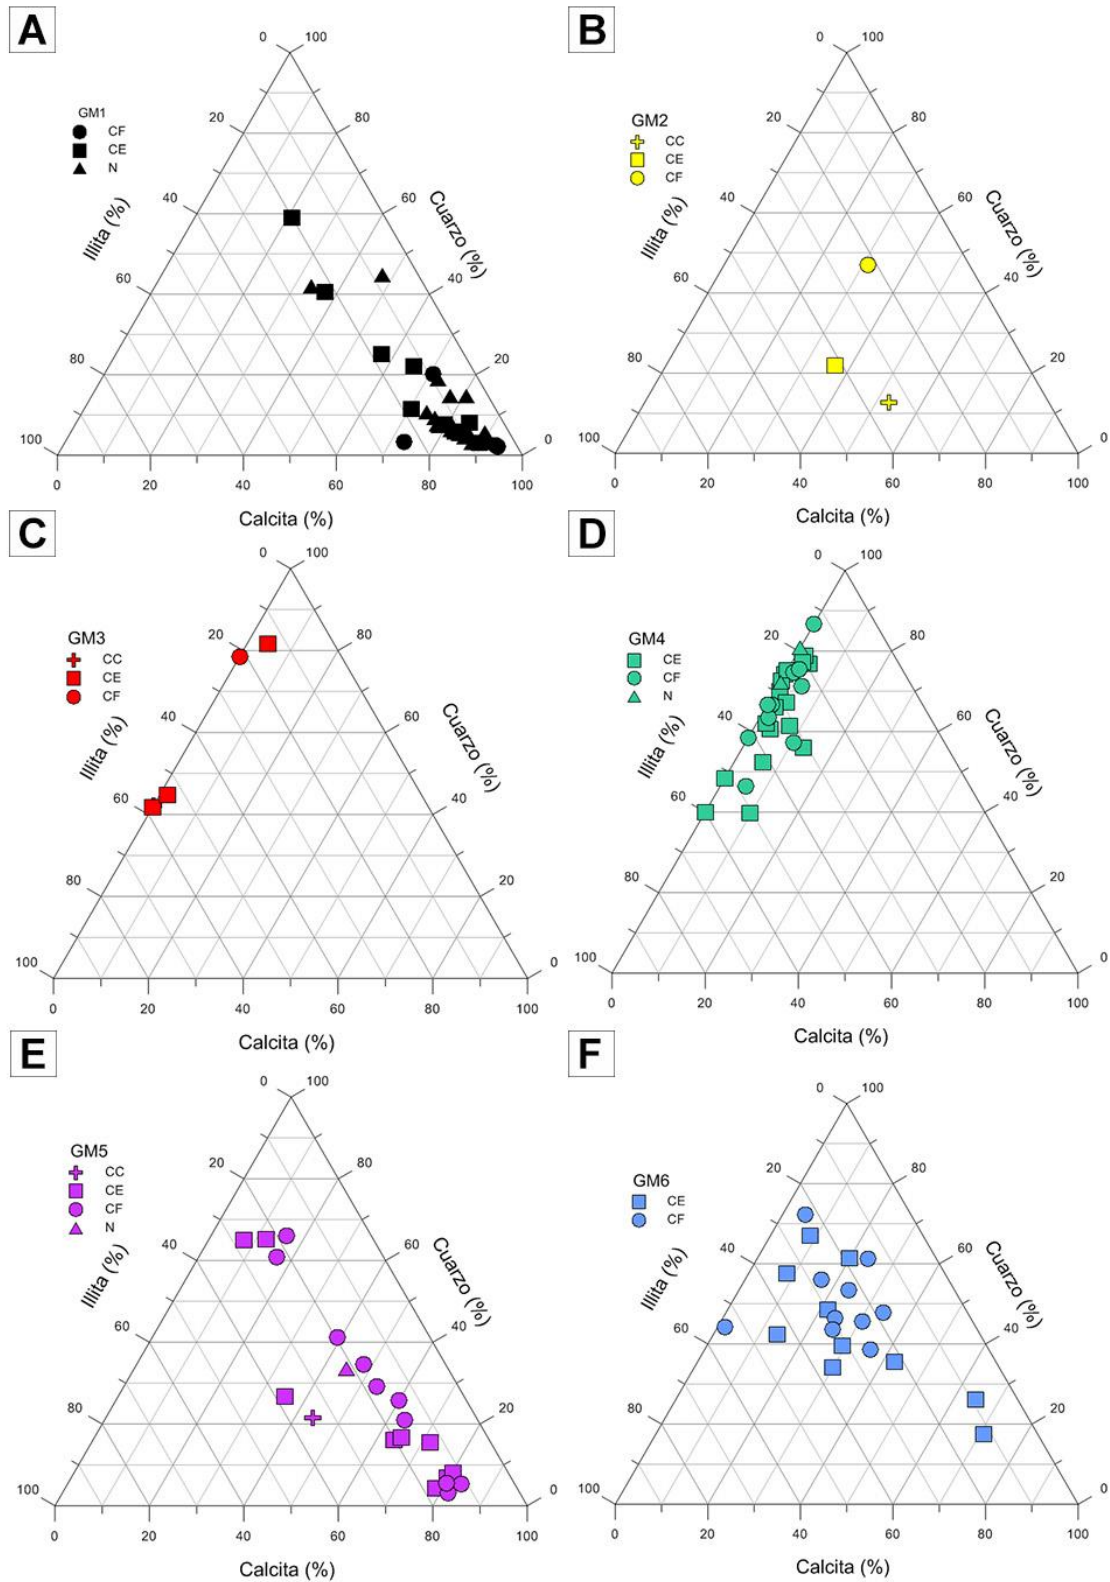 A
0 100
GM1
CF
CE
N
20 80
40 60
60 40
80 20
100 0
Illita (%)
Cuarzo (%)
0 20 40 60 80 100
Calcita (%)
B
0 100
GM2
CC
CE
CF
20 80
40 60
60 40
80 20
100 0
Illita (%)
Cuarzo (%)
0 20 40 60 80 100
Calcita (%)
C
0 100
GM3
CC
CE
CF
20 80
40 60
60 40
80 20
100 0
Illita (%)
Cuarzo (%)
0 20 40 60 80 100
Calcita (%)
D
0 100
GM4
CE
CF
N
20 80
40 60
60 40
80 20
100 0
Illita (%)
Cuarzo (%)
0 20 40 60 80 100
Calcita (%)
E
0 100
GM5
CC
CE
CF
N
20 80
40 60
60 40
80 20
100 0
Illita (%)
Cuarzo (%)
0 20 40 60 80 100
Calcita (%)
F
0 100
GM6
CE
CF
20 80
40 60
60 40
80 20
100 0
Illita (%)
Cuarzo (%)
0 20 40 60 80 100
Calcita (%)